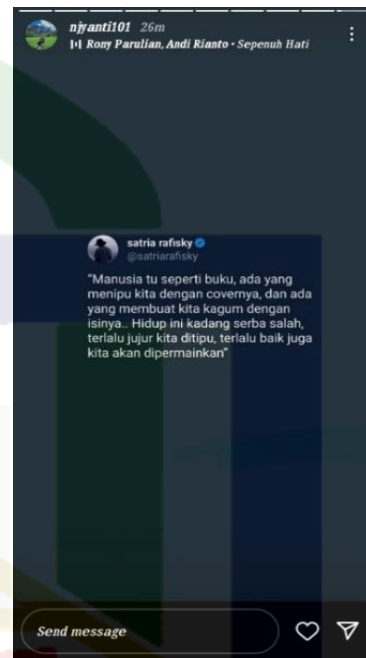 njyanti101 26m
Rony Parulian, Andi Rianto • Sepenuh Hati
satria rafisky
@satriarafisky
"Manusia tu seperti buku, ada yang
menipu kita dengan covernya, dan ada
yang membuat kita kagum dengan
isinya.. Hidup ini kadang serba salah,
terlalu jujur kita ditipu, terlalu baik juga
kita akan dipermainkan"
Send message